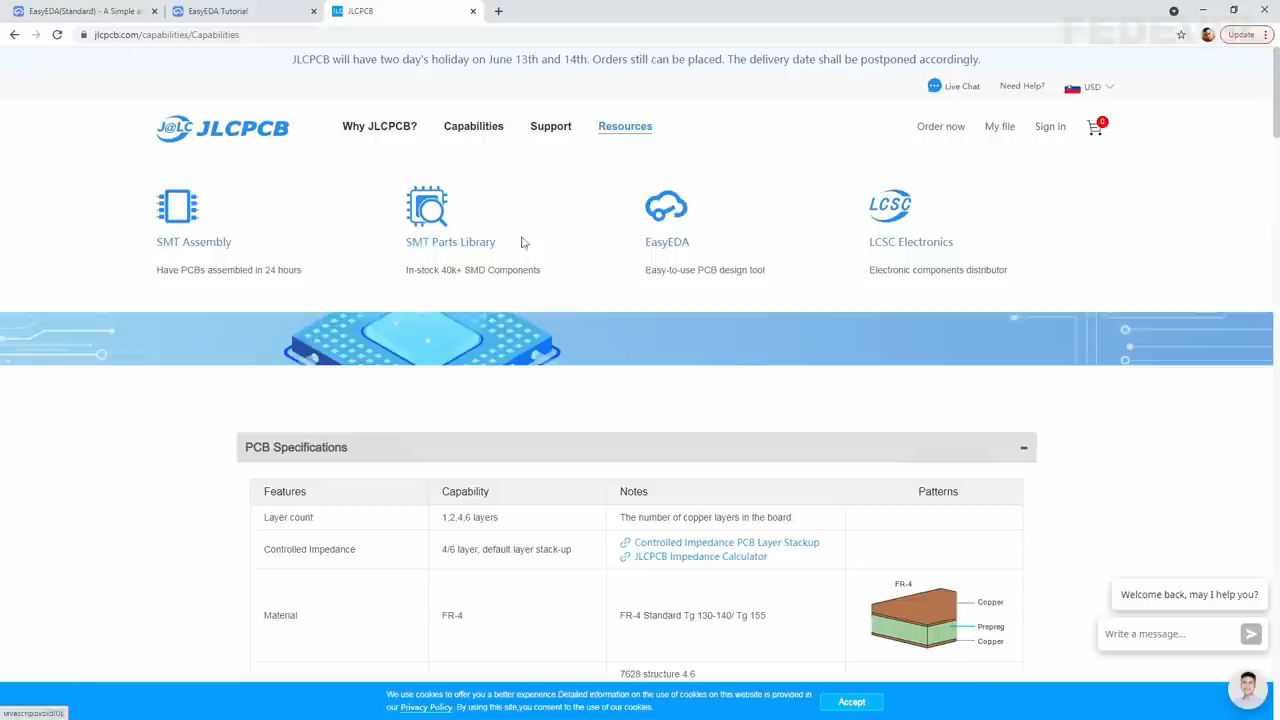 EasyEDA(Standard) - A Simple a
EasyEDA Tutorial
JLCPCB
jlcpcb.com/capabilities/Capabilities
Update
JLCPCB will have two day's holiday on June 13th and 14th. Orders still can be placed. The delivery date shall be postponed accordingly.
Live Chat
Need Help?
USD
J@LC JLCPCB
Why JLCPCB?
Capabilities
Support
Resources
Order now
My file
Sign in
0
LCSC
SMT Assembly
SMT Parts Library
EasyEDA
LCSC Electronics
Have PCBs assembled in 24 hours
In-stock 40k+ SMD Components
Easy-to-use PCB design tool
Electronic components distributor
PCB Specifications
Features
Capability
Notes
Patterns
Layer count
1,2,4,6 layers
The number of copper layers in the board.
Controlled Impedance
4/6 layer, default layer stack-up
Controlled Impedance PCB Layer Stackup
JLCPCB Impedance Calculator
Material
FR-4
FR-4 Standard Tg 130-140/ Tg 155
FR-4
Copper
Prepreg
Copper
7628 structure 4.6
Welcome back, may I help you?
Write a message...
We use cookies to offer you a better experience.Detailed information on the use of cookies on this website is provided in
our Privacy Policy. By using this site,you consent to the use of our cookies.
Accept